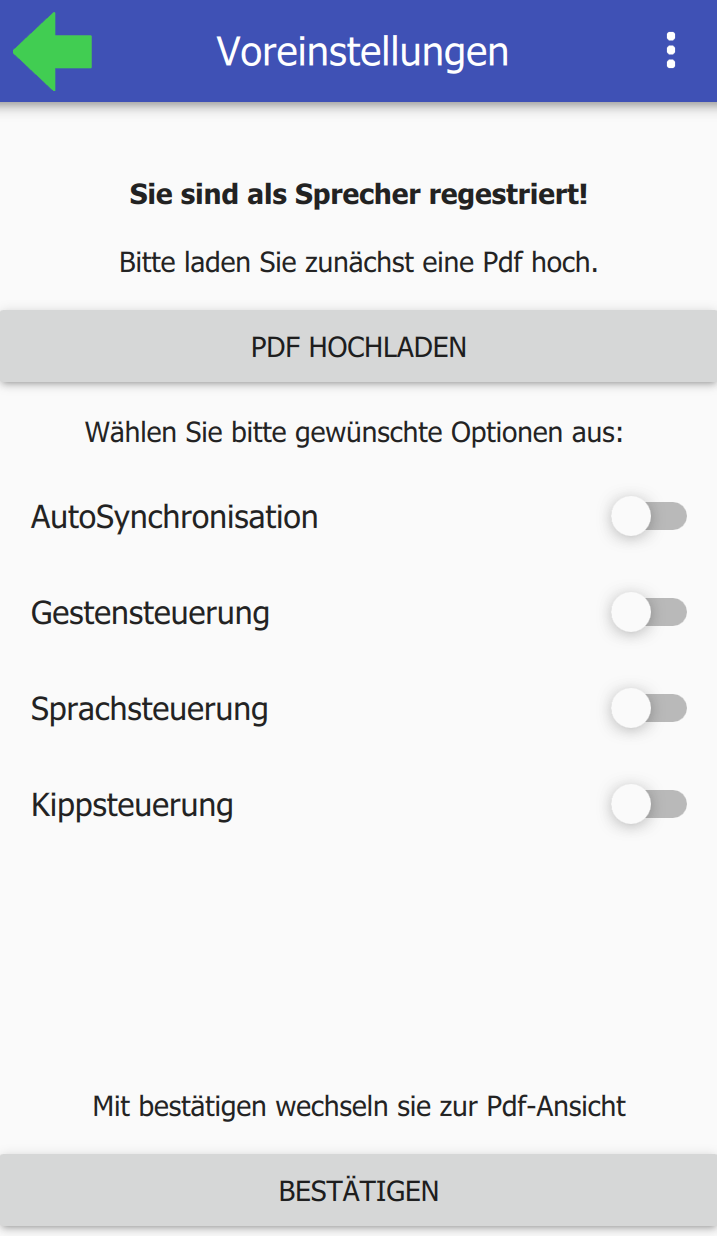 Voreinstellungen
Sie sind als Sprecher regestriert!
Bitte laden Sie zunächst eine Pdf hoch.
PDF HOCHLADEN
Wählen Sie bitte gewünschte Optionen aus:
AutoSynchronisation
Gestensteuerung
Sprachsteuerung
Kippsteuerung
Mit bestätigen wechseln sie zur Pdf-Ansicht
BESTÄTIGEN